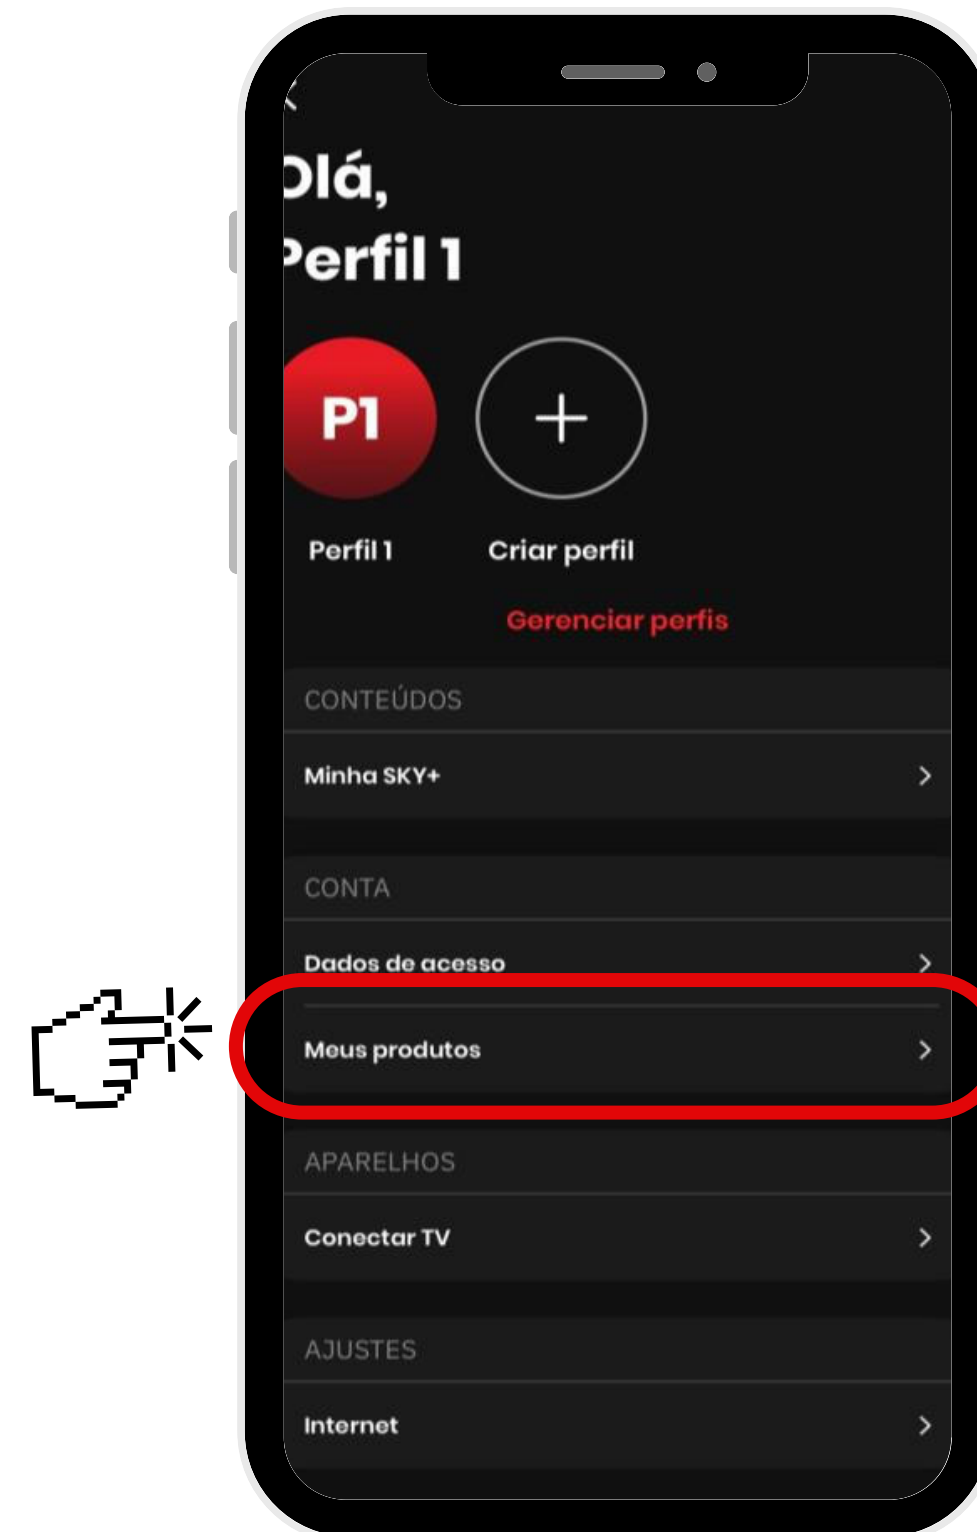 Olá,
Perfil 1
P1
Perfil 1
Criar perfil
Gerenciar perfis
CONTEÚDOS
Minha SKY+
CONTA
Dados de acesso
Meus produtos
APARELHOS
Conectar TV
AJUSTES
Internet